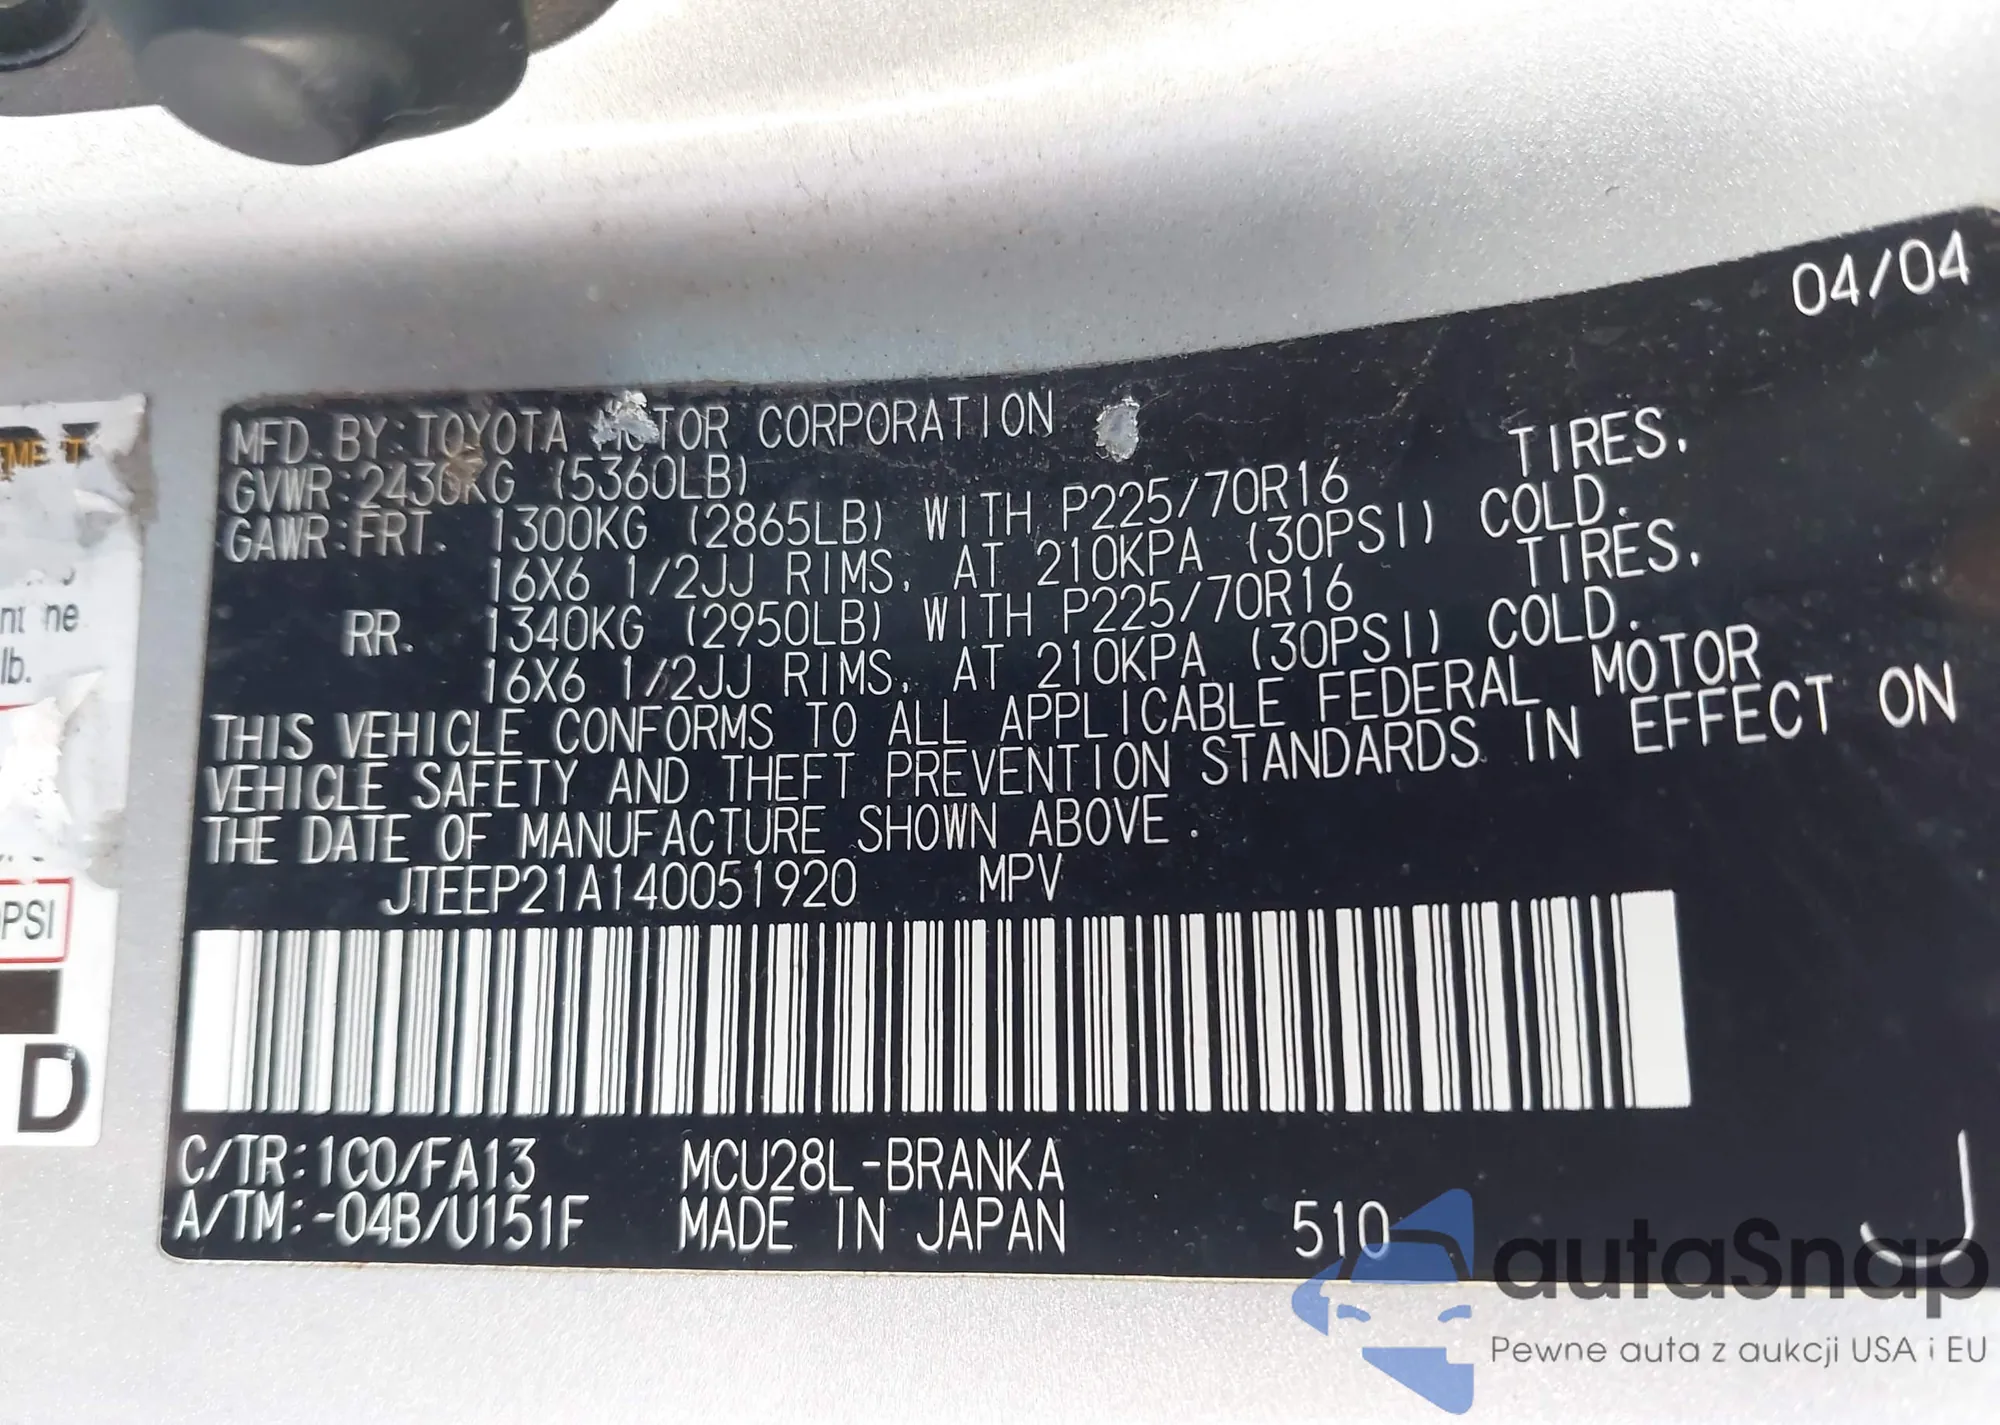 04/04
MFD. BY: TOYOTA MOTOR CORPORATION
GVWR: 2430KG (5360LB)
GAWR: FRT. 1300KG (2865LB) WITH P225/70R16 TIRES,
16X6 1/2JJ RIMS, AT 210KPA (30PSI) COLD.
RR. 1340KG (2950LB) WITH P225/70R16 TIRES,
16X6 1/2JJ RIMS, AT 210KPA (30PSI) COLD.
THIS VEHICLE CONFORMS TO ALL APPLICABLE FEDERAL MOTOR
VEHICLE SAFETY AND THEFT PREVENTION STANDARDS IN EFFECT ON
THE DATE OF MANUFACTURE SHOWN ABOVE.
JTEEP21A140051920 MPV
C/TR: 1C0/FA13 MCU28L-BRANKA
A/TM: -04B/U151F MADE IN JAPAN 510 J
lb.
PSI
D
autaSnap
Pewne auta z aukcji USA i EU